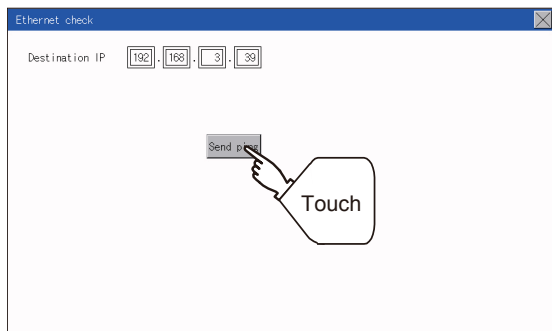 Ethernet check
Destination IP 192.168.3.39
Send ping
Touch